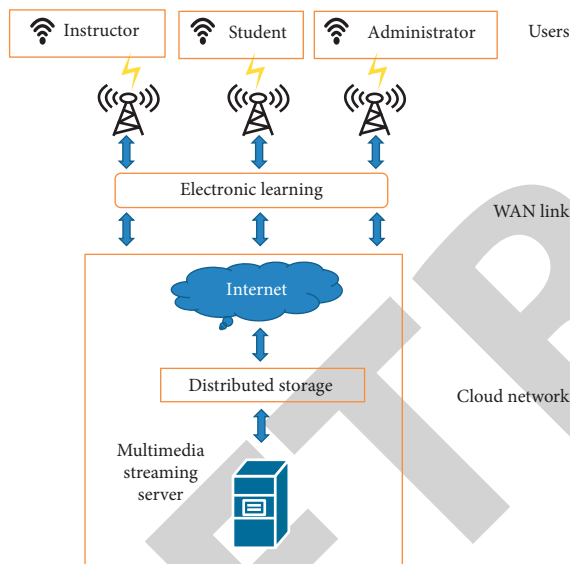 Instructor
Student
Administrator
Users
Electronic learning
WAN link
Internet
Distributed storage
Cloud network
Multimedia
streaming
server